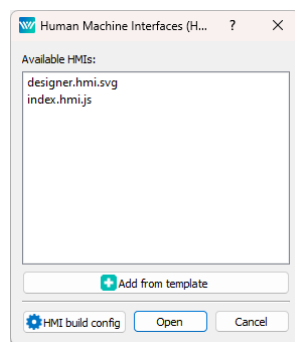 Human Machine Interfaces (H... ? ×
Available HMIs:
designer.hmi.svg
index.hmi.js
Add from template
HMI build config Open Cancel